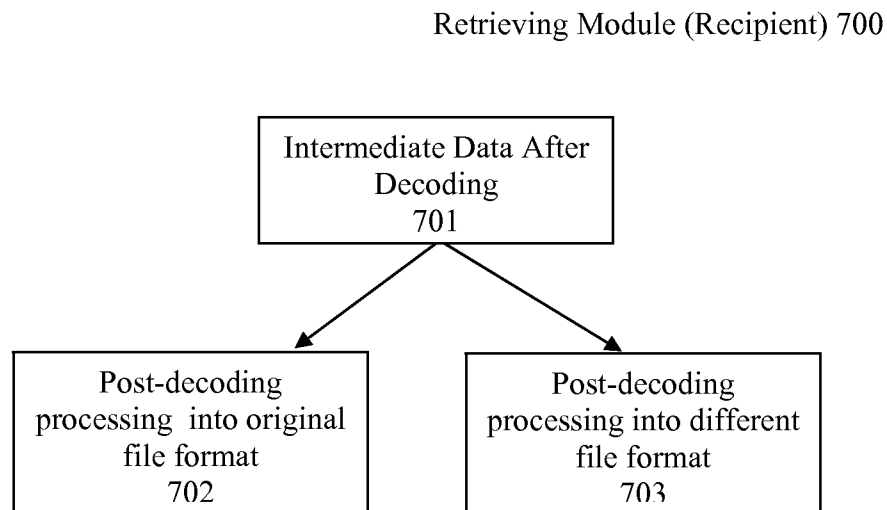 Retrieving Module (Recipient) 700
Intermediate Data After
Decoding
701
Post-decoding
processing into original
file format
702
Post-decoding
processing into different
file format
703